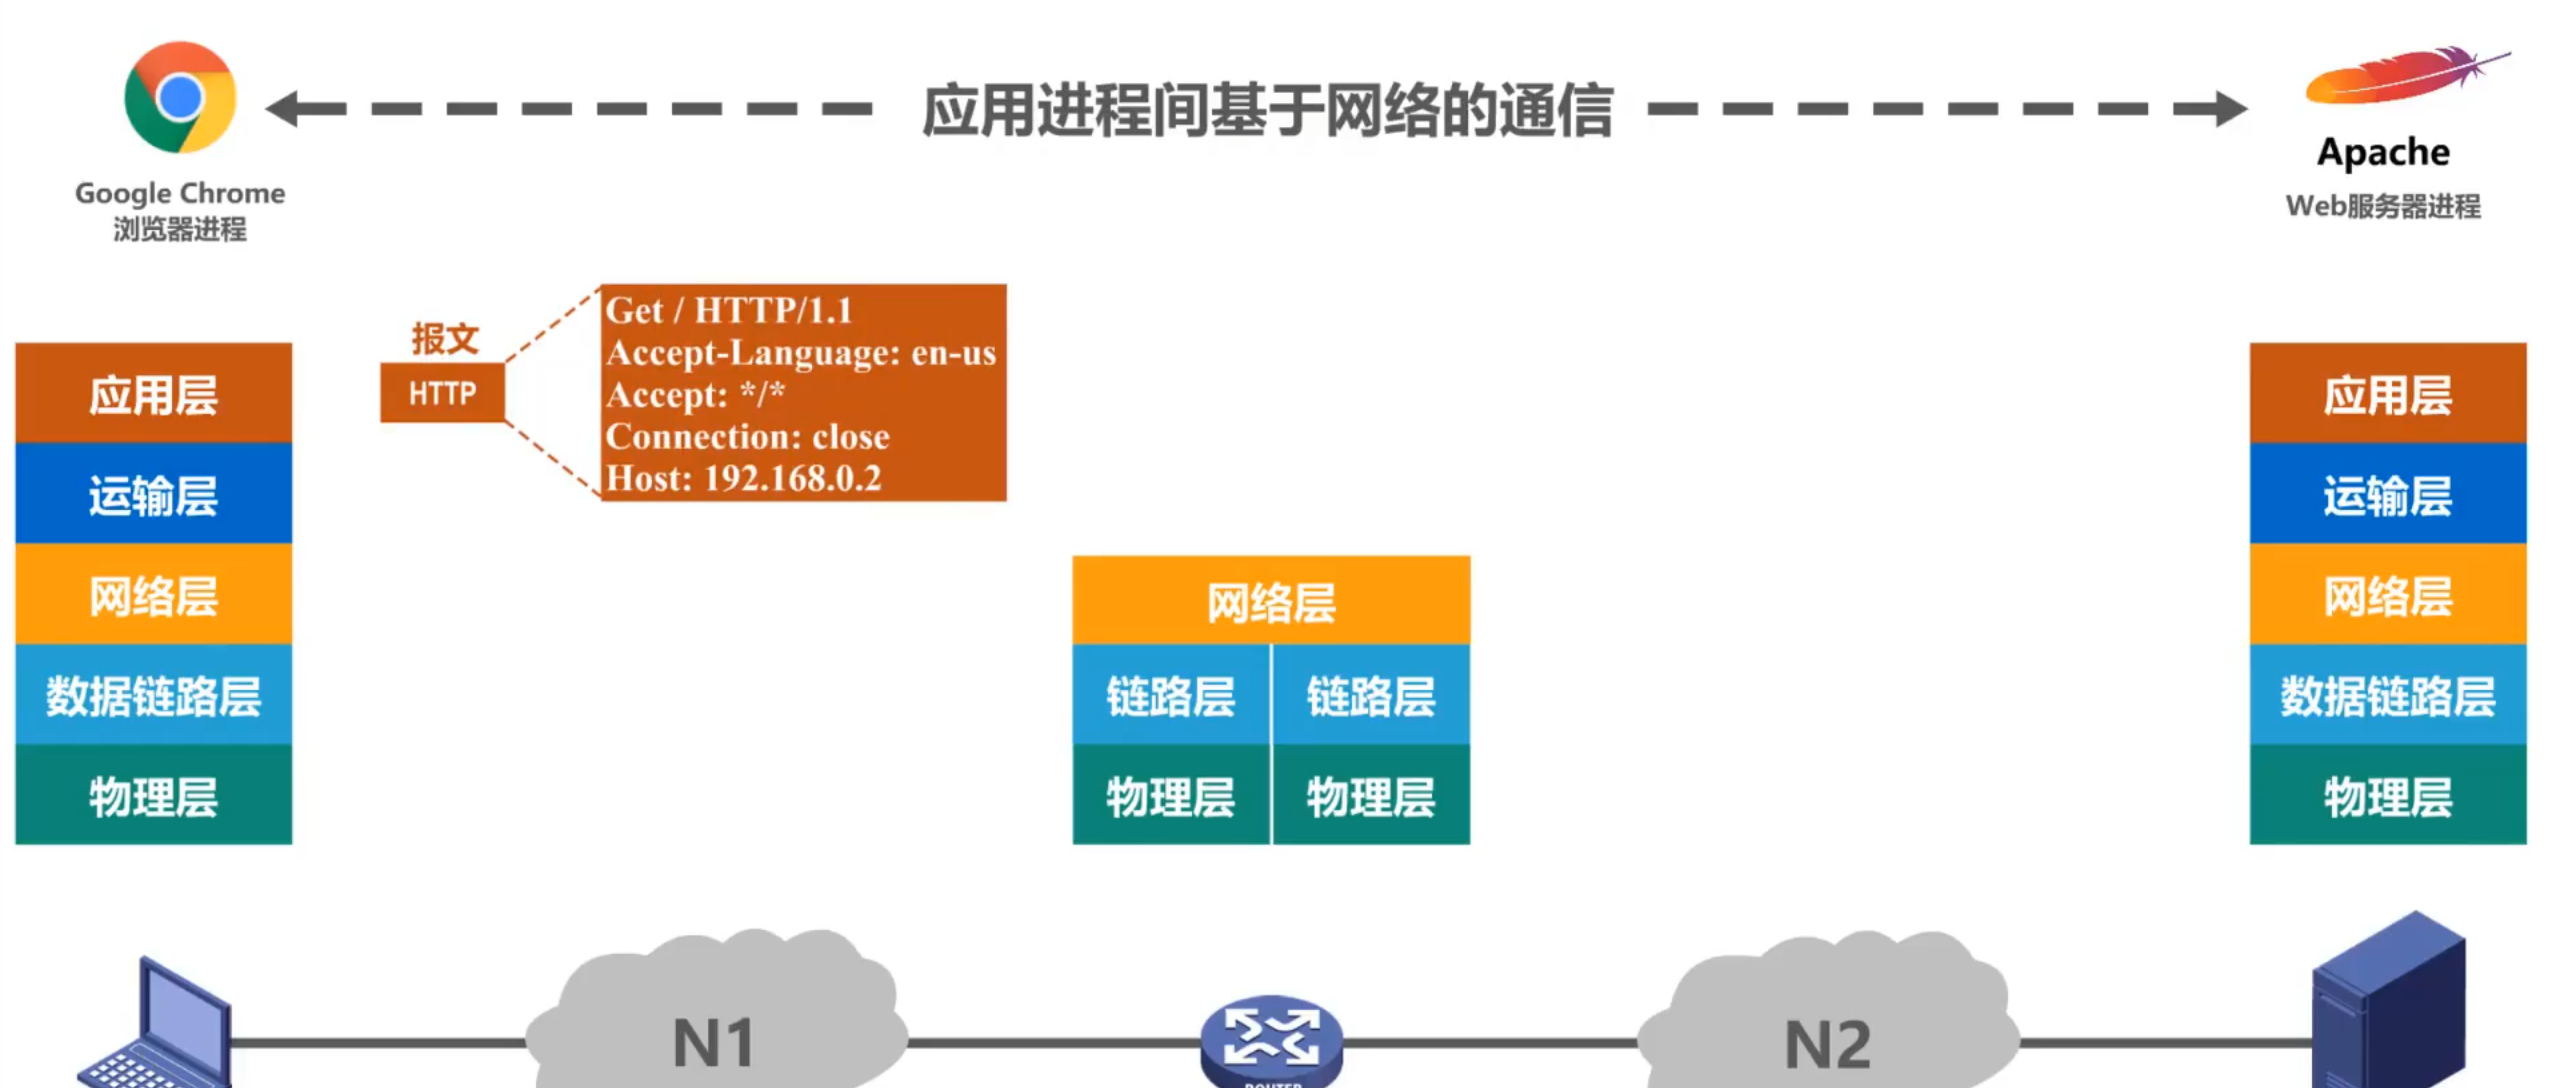 应用进程间基于网络的通信
Google Chrome
浏览器进程
Apache
Web服务器进程
报文
HTTP
Get / HTTP/1.1
Accept-Language: en-us
Accept: */*
Connection: close
Host: 192.168.0.2
应用层
运输层
网络层
数据链路层
物理层
网络层
链路层
链路层
物理层
物理层
应用层
运输层
网络层
数据链路层
物理层
N1
ROUTER
N2